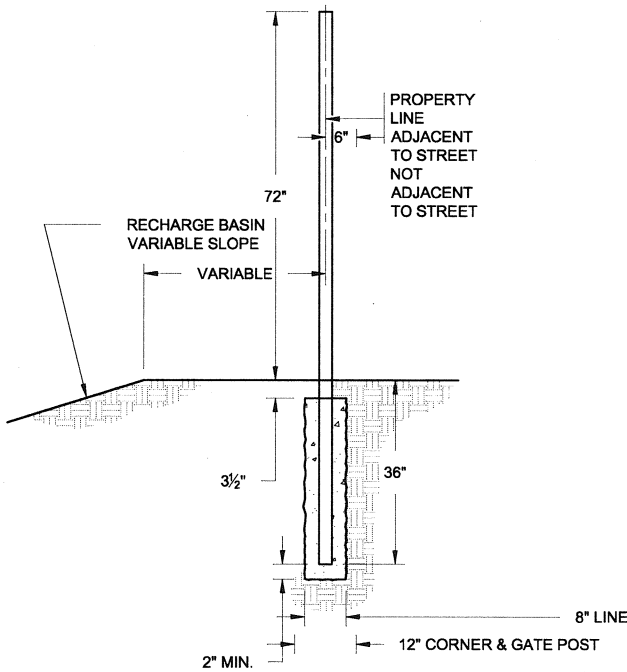 PROPERTY
LINE
6"
ADJACENT
TO STREET
NOT
ADJACENT
TO STREET
72"
RECHARGE BASIN
VARIABLE SLOPE
VARIABLE
3½"
36"
8" LINE
12" CORNER & GATE POST
2" MIN.